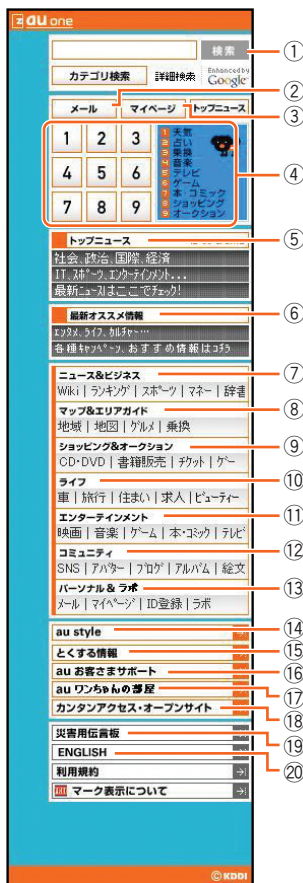 au one
検索 ①
カテゴリ検索 詳細検索 Enhanced by Google
②
メール マイページ トップニュース ③
1 2 3
4 5 6
7 8 9
1 天気
2 占い
3 乗換
4 音楽
5 テレビ
6 ゲーム
7 本・コミック
8 ショッピング
9 オークション
④
トップニュース ⑤
社会、政治、国際、経済
IT、スポーツ、エンターテインメント...
最新ニュースはここでチェック!
最新オススメ情報 ⑥
エンタメ、ライフ、カルチャー…
各種キャンペーン、おすすめ情報はコチラ
ニュース&ビジネス ⑦
Wiki | ランキング | スポーツ | マネー | 辞書
マップ&エリアガイド ⑧
地域 | 地図 | グルメ | 乗換
ショッピング&オークション ⑨
CD・DVD | 書籍販売 | チケット | ゲー
ライフ ⑩
車 | 旅行 | 住まい | 求人 | ビューティー
エンターテインメント ⑪
映画 | 音楽 | ゲーム | 本・コミック | テレビ
コミュニティ ⑫
SNS | アバター | ブログ | アルバム | 絵文
パーソナル&ラボ ⑬
メール | マイページ | ID登録 | ラボ
au style ⑭
とくする情報 ⑮
au お客さまサポート ⑯
au ワンちゃんの部屋 ⑰
カンタンアクセス・オープンサイト ⑱
災害用伝言板 ⑲
ENGLISH ⑳
利用規約
マーク表示について
© KDDI